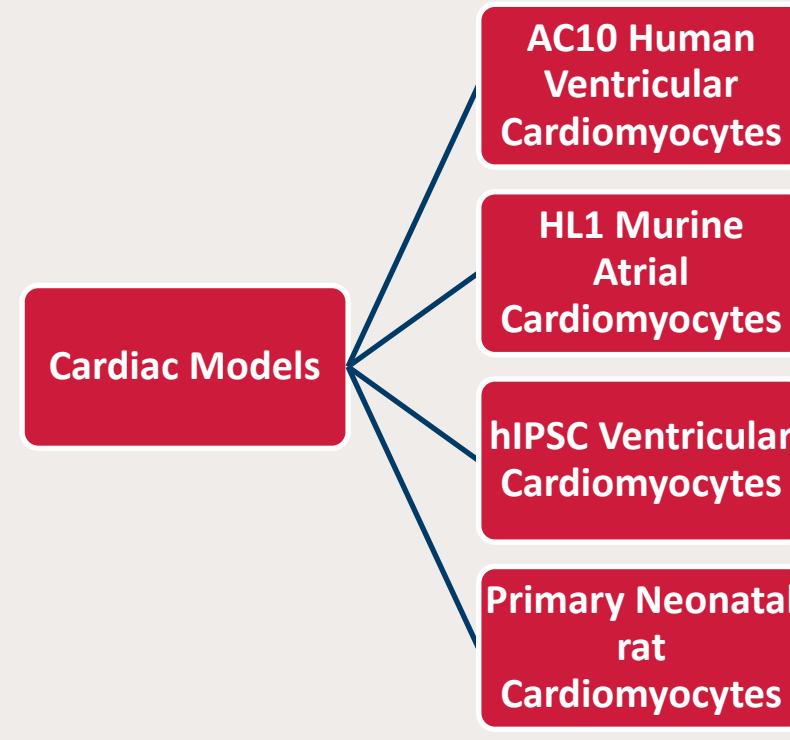 AC10 Human
Ventricular
Cardiomyocytes
HL1 Murine
Atrial
Cardiomyocytes
Cardiac Models
hIPSC Ventricular
Cardiomyocytes
Primary Neonatal
rat
Cardiomyocytes